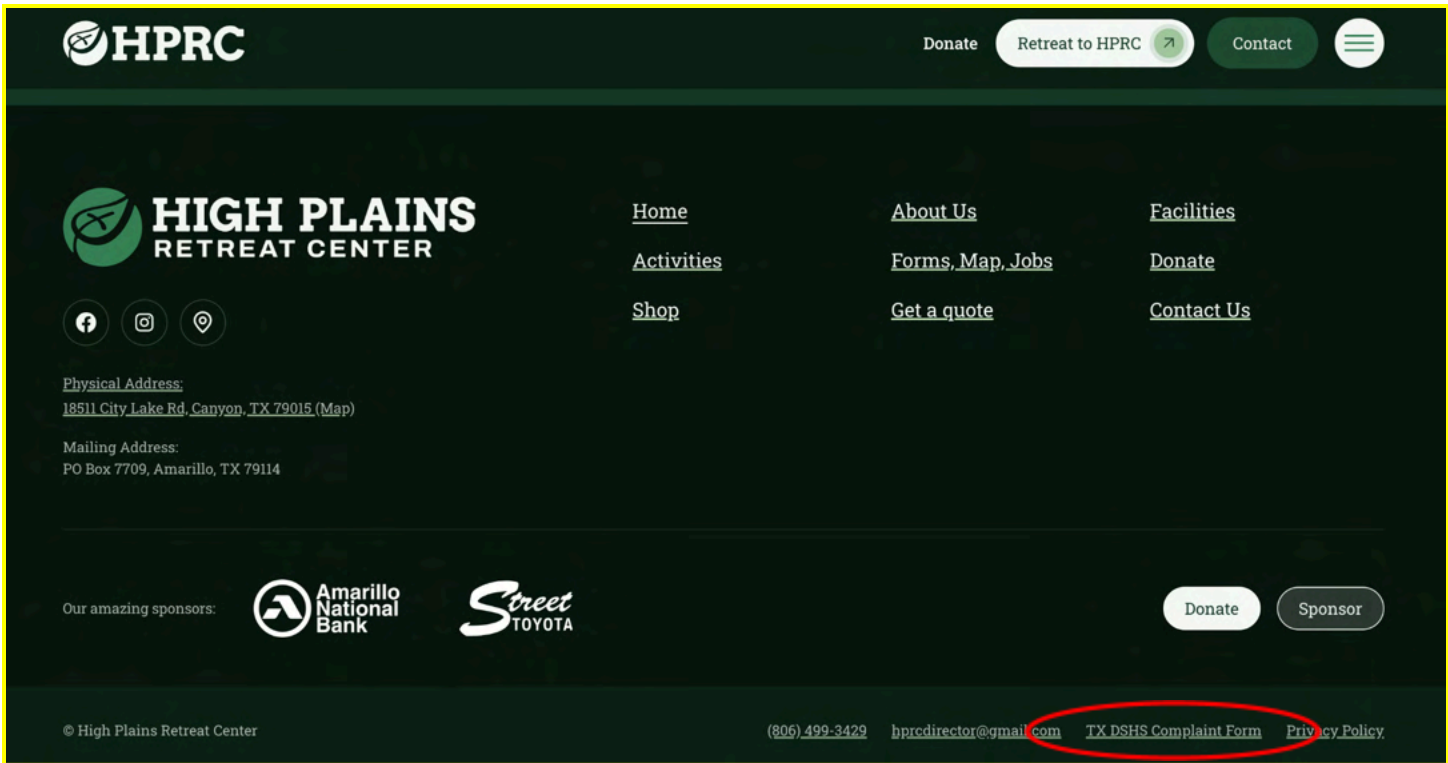 HPRC
Donate Retreat to HPRC Contact
HIGH PLAINS
RETREAT CENTER
Home About Us Facilities
Activities Forms, Map, Jobs Donate
Shop Get a quote Contact Us
Physical Address:
18511 City Lake Rd, Canyon, TX 79015 (Map)
Mailing Address:
PO Box 7709, Amarillo, TX 79114
Our amazing sponsors:
Amarillo
National
Bank
Street
TOYOTA
Donate Sponsor
© High Plains Retreat Center (806) 499-3429 hprcdirector@gmail.com TX DSHS Complaint Form Privacy Policy